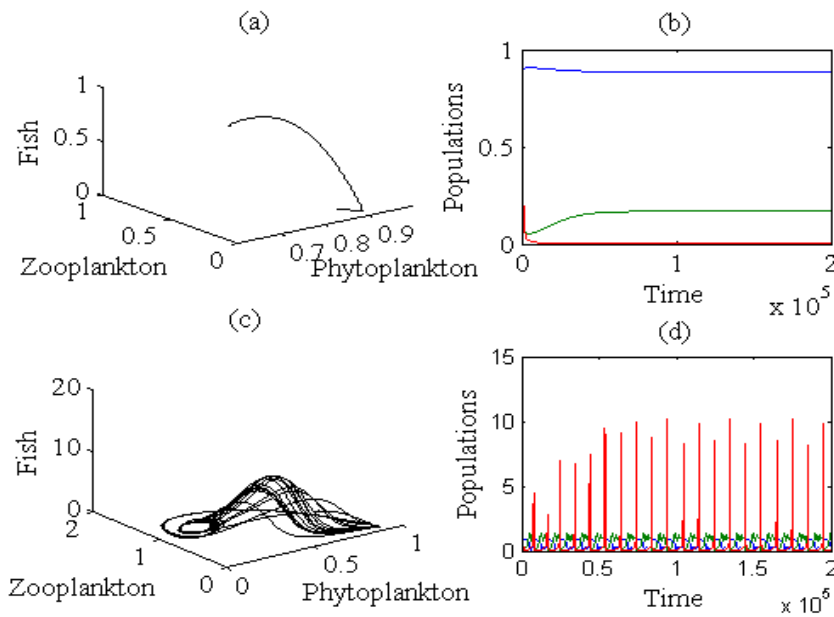 (a)
1
0.5
0
Fish
1
0.5
0
Zooplankton
0.7
0.8
0.9
Phytoplankton
(b)
1
0.5
0
Populations
0
1
2
Time
x 10^5
(c)
20
10
0
Fish
2
1
0
Zooplankton
0
0.5
1
Phytoplankton
(d)
15
10
5
0
Populations
0
0.5
1
1.5
2
Time
x 10^6